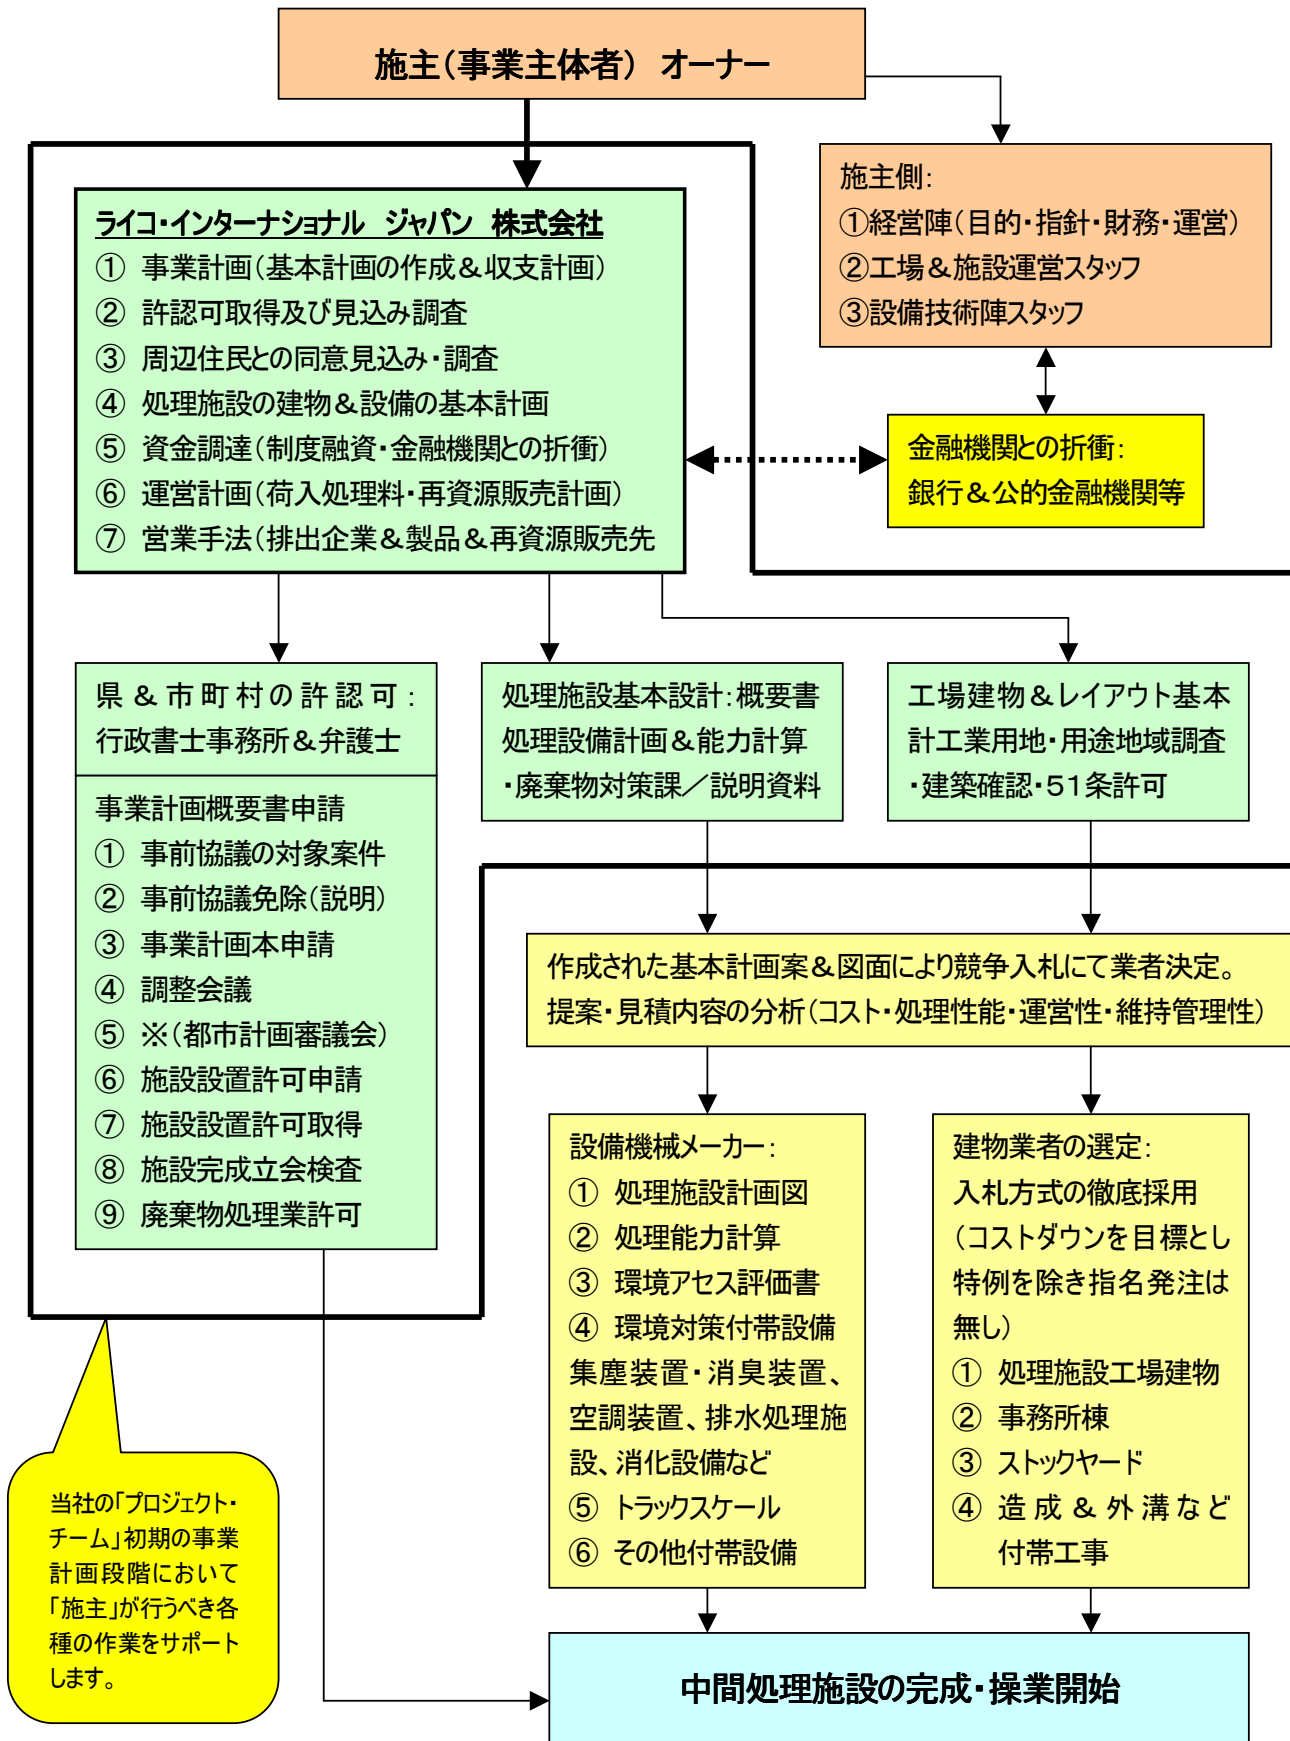 施主(事業主体者) オーナー
施主側:
①経営陣(目的・指針・財務・運営)
②工場&施設運営スタッフ
③設備技術陣スタッフ
ライコ・インターナショナル ジャパン 株式会社
① 事業計画(基本計画の作成&収支計画)
② 許認可取得及び見込み調査
③ 周辺住民との同意見込み・調査
④ 処理施設の建物&設備の基本計画
⑤ 資金調達(制度融資・金融機関との折衝)
⑥ 運営計画(荷入処理料・再資源販売計画)
⑦ 営業手法(排出企業&製品&再資源販売先
金融機関との折衝:
銀行&公的金融機関等
県&市町村の許認可:
行政書士事務所&弁護士
事業計画概要書申請
① 事前協議の対象案件
② 事前協議免除(説明)
③ 事業計画本申請
④ 調整会議
⑤ ※(都市計画審議会)
⑥ 施設設置許可申請
⑦ 施設設置許可取得
⑧ 施設完成立会検査
⑨ 廃棄物処理業許可
処理施設基本設計:概要書
処理設備計画&能力計算
・廃棄物対策課/説明資料
工場建物&レイアウト基本
計工業用地・用途地域調査
・建築確認・51条許可
作成された基本計画案&図面により競争入札にて業者決定。
提案・見積内容の分析(コスト・処理性能・運営性・維持管理性)
設備機械メーカー:
① 処理施設計画図
② 処理能力計算
③ 環境アセス評価書
④ 環境対策付帯設備
集塵装置・消臭装置、
空調装置、排水処理施
設、消化設備など
⑤ トラックスケール
⑥ その他付帯設備
建物業者の選定:
入札方式の徹底採用
(コストダウンを目標とし
特例を除き指名発注は
無し)
① 処理施設工場建物
② 事務所棟
③ ストックヤード
④ 造成&外溝など
付帯工事
当社の「プロジェクト・
チーム」初期の事業
計画段階において
「施主」が行うべき各
種の作業をサポート
します。
中間処理施設の完成・操業開始